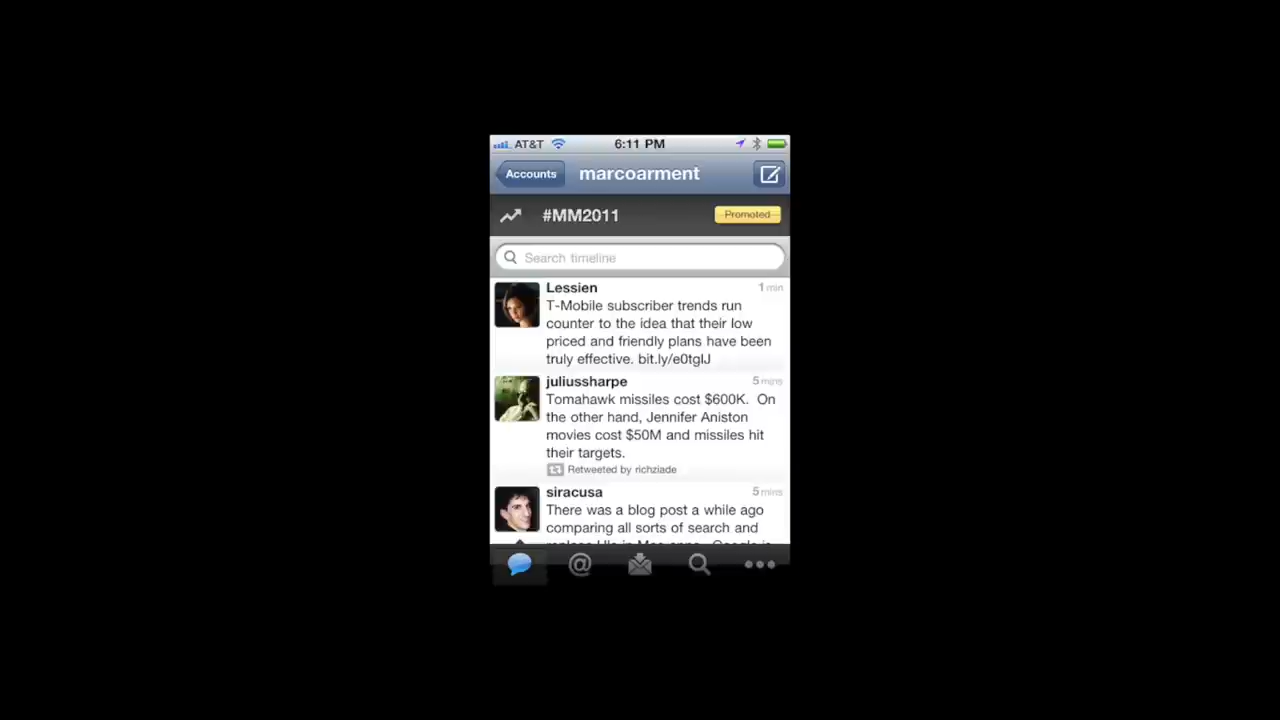 AT&T 6:11 PM
Accounts marcoarment
#MM2011 Promoted
Search timeline
Lessien 1 min
T-Mobile subscriber trends run
counter to the idea that their low
priced and friendly plans have been
truly effective. bit.ly/e0tgIJ
juliussharpe 5 mins
Tomahawk missiles cost $600K.  On
the other hand, Jennifer Aniston
movies cost $50M and missiles hit
their targets.
Retweeted by richziade
siracusa 5 mins
There was a blog post a while ago
comparing all sorts of search and